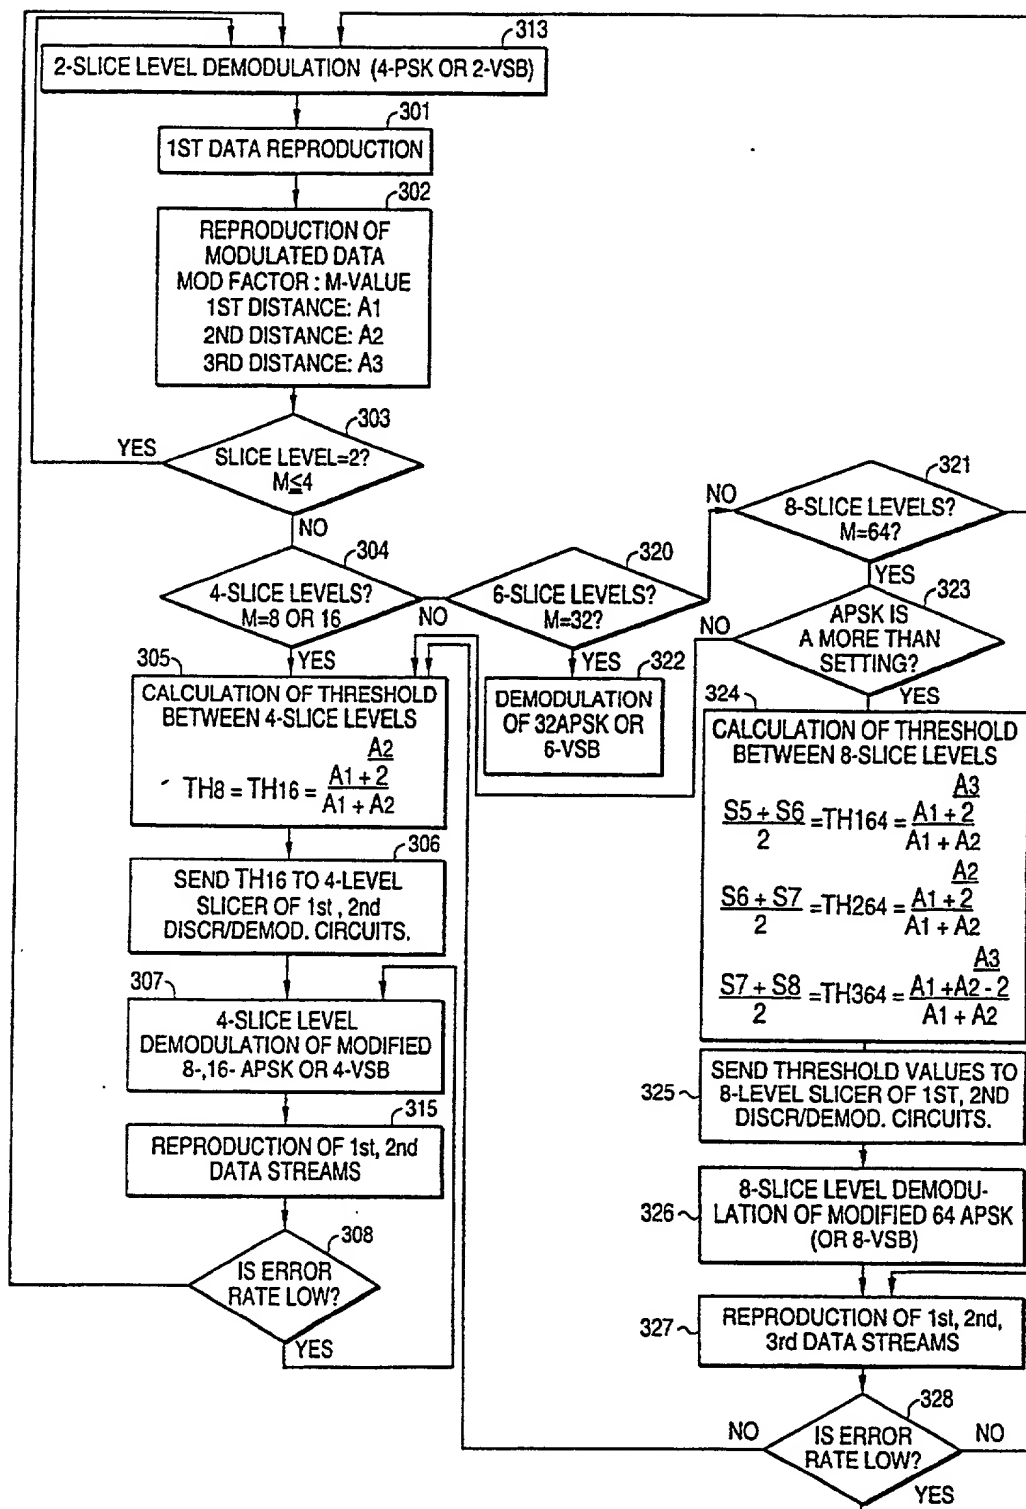 313
2-SLICE LEVEL DEMODULATION (4-PSK OR 2-VSB)
301
1ST DATA REPRODUCTION
302
REPRODUCTION OF
MODULATED DATA
MOD FACTOR : M-VALUE
1ST DISTANCE: A1
2ND DISTANCE: A2
3RD DISTANCE: A3
303
YES
SLICE LEVEL=2?
M≤4
NO
304
4-SLICE LEVELS?
M=8 OR 16
NO
YES
320
6-SLICE LEVELS?
M=32?
NO
YES
321
8-SLICE LEVELS?
M=64?
YES
322
DEMODULATION
OF 32APSK OR
6-VSB
323
NO
APSK IS
A MORE THAN
SETTING?
YES
305
CALCULATION OF THRESHOLD
BETWEEN 4-SLICE LEVELS
A2
TH8 = TH16 = A1 + 2
A1 + A2
306
SEND TH16 TO 4-LEVEL
SLICER OF 1st, 2nd
DISCR/DEMOD. CIRCUITS.
307
4-SLICE LEVEL
DEMODULATION OF MODIFIED
8-,16- APSK OR 4-VSB
315
REPRODUCTION OF 1st, 2nd
DATA STREAMS
308
IS ERROR
RATE LOW?
YES
324
CALCULATION OF THRESHOLD
BETWEEN 8-SLICE LEVELS
A3
S5 + S6 =TH164 = A1 + 2
2 A1 + A2
A2
S6 + S7 =TH264 = A1 + 2
2 A1 + A2
A3
S7 + S8 =TH364 = A1 +A2 - 2
2 A1 + A2
325
SEND THRESHOLD VALUES TO
8-LEVEL SLICER OF 1ST, 2ND
DISCR/DEMOD. CIRCUITS.
326
8-SLICE LEVEL DEMODU-
LATION OF MODIFIED 64 APSK
(OR 8-VSB)
327
REPRODUCTION OF 1st, 2nd,
3rd DATA STREAMS
328
NO
IS ERROR
RATE LOW?
NO
YES